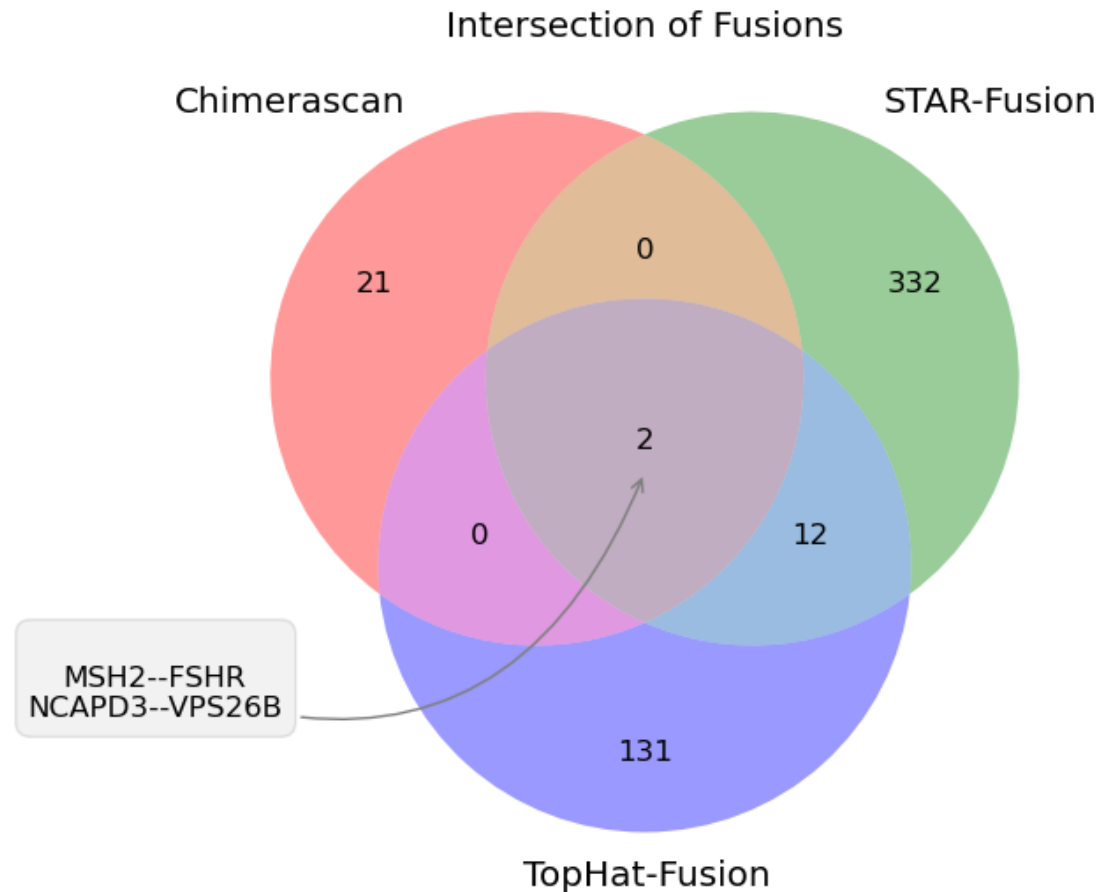 Intersection of Fusions
Chimerascan
STAR-Fusion
0
21
332
2
0
12
MSH2--FSHR
NCAPD3--VPS26B
131
TopHat-Fusion